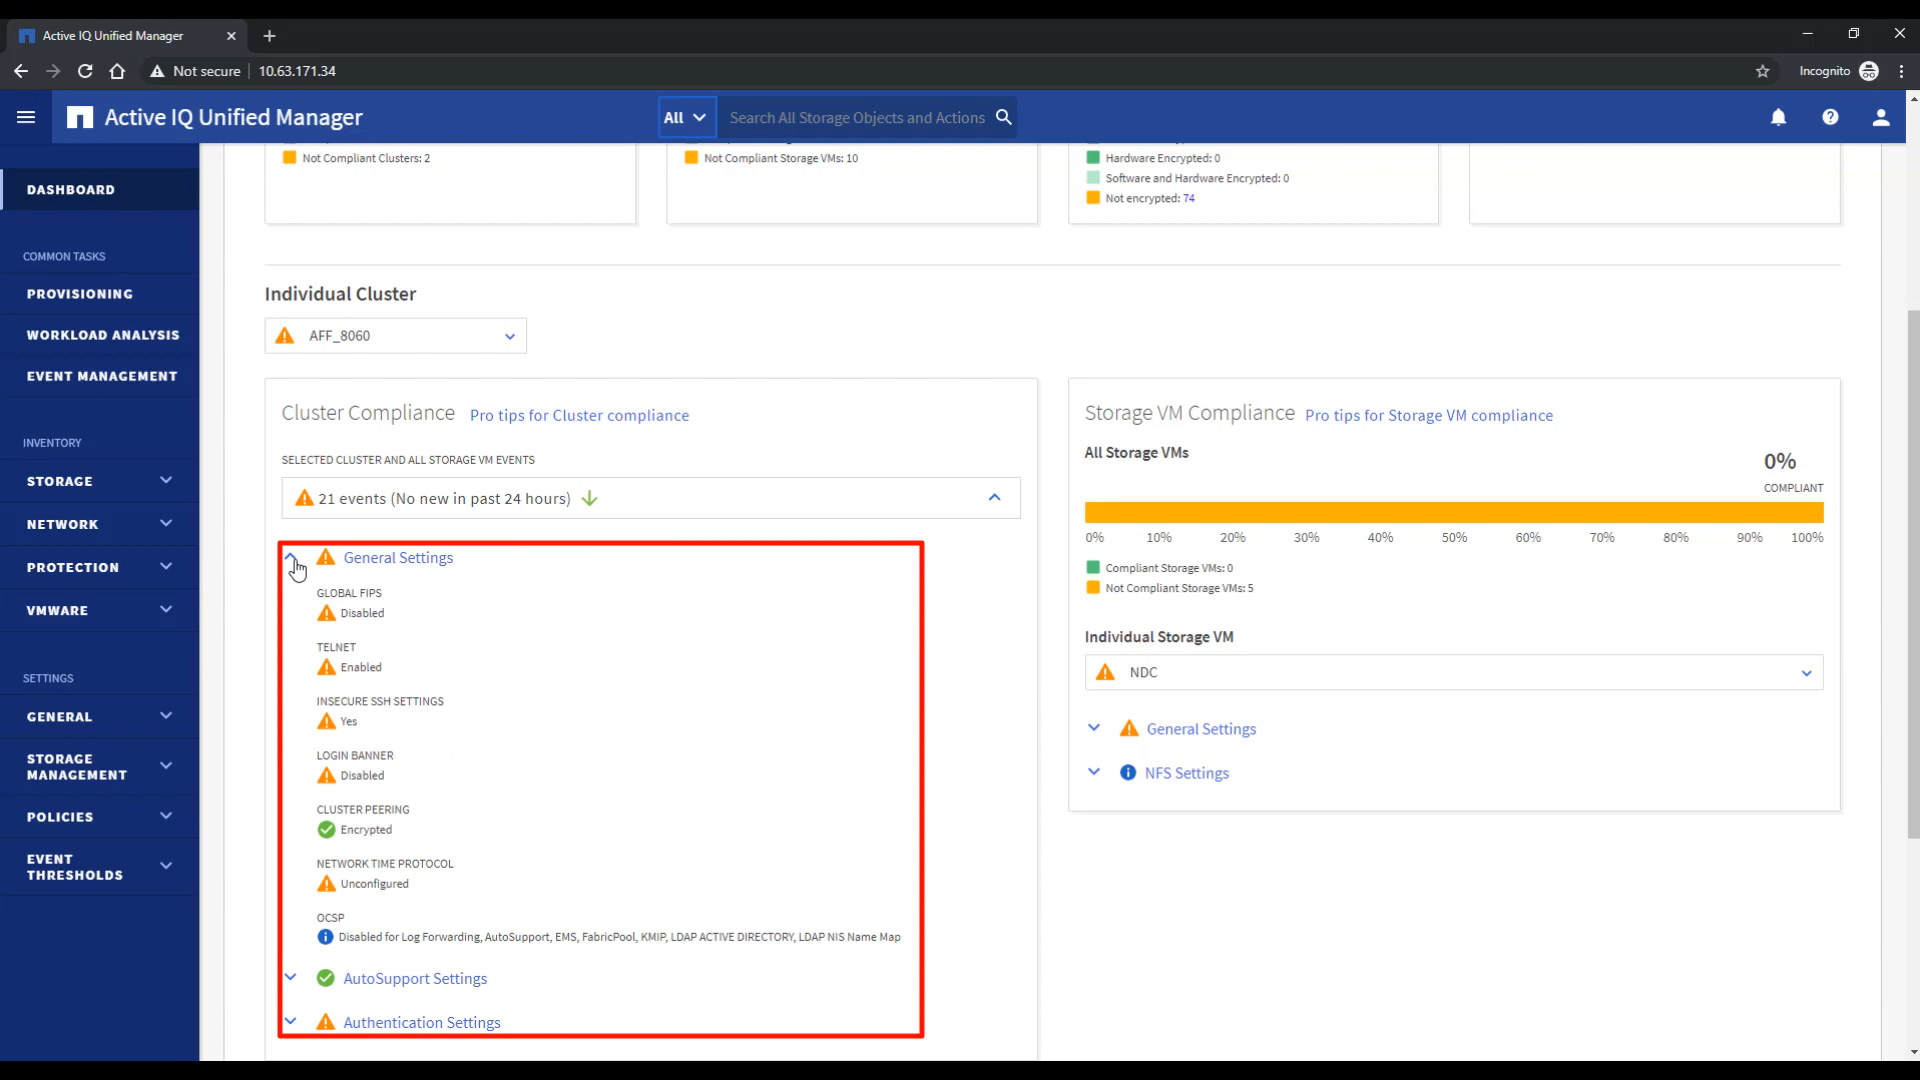 Active IQ Unified Manager
Not secure
10.63.171.34
Incognito
Active IQ Unified Manager
All
Search All Storage Objects and Actions
DASHBOARD
COMMON TASKS
PROVISIONING
WORKLOAD ANALYSIS
EVENT MANAGEMENT
INVENTORY
STORAGE
NETWORK
PROTECTION
VMWARE
SETTINGS
GENERAL
STORAGE
MANAGEMENT
POLICIES
EVENT
THRESHOLDS
Not Compliant Clusters: 2
Not Compliant Storage VMs: 10
Hardware Encrypted: 0
Software and Hardware Encrypted: 0
Not encrypted: 74
Individual Cluster
AFF_8060
Cluster Compliance
Pro tips for Cluster compliance
SELECTED CLUSTER AND ALL STORAGE VM EVENTS
21 events (No new in past 24 hours)
General Settings
GLOBAL FIPS
Disabled
TELNET
Enabled
INSECURE SSH SETTINGS
Yes
LOGIN BANNER
Disabled
CLUSTER PEERING
Encrypted
NETWORK TIME PROTOCOL
Unconfigured
OCSP
Disabled for Log Forwarding, AutoSupport, EMS, FabricPool, KMIP, LDAP ACTIVE DIRECTORY, LDAP NIS Name Map
AutoSupport Settings
Authentication Settings
Storage VM Compliance
Pro tips for Storage VM compliance
All Storage VMs
0%
COMPLIANT
0% 10% 20% 30% 40% 50% 60% 70% 80% 90% 100%
Compliant Storage VMs: 0
Not Compliant Storage VMs: 5
Individual Storage VM
NDC
General Settings
NFS Settings